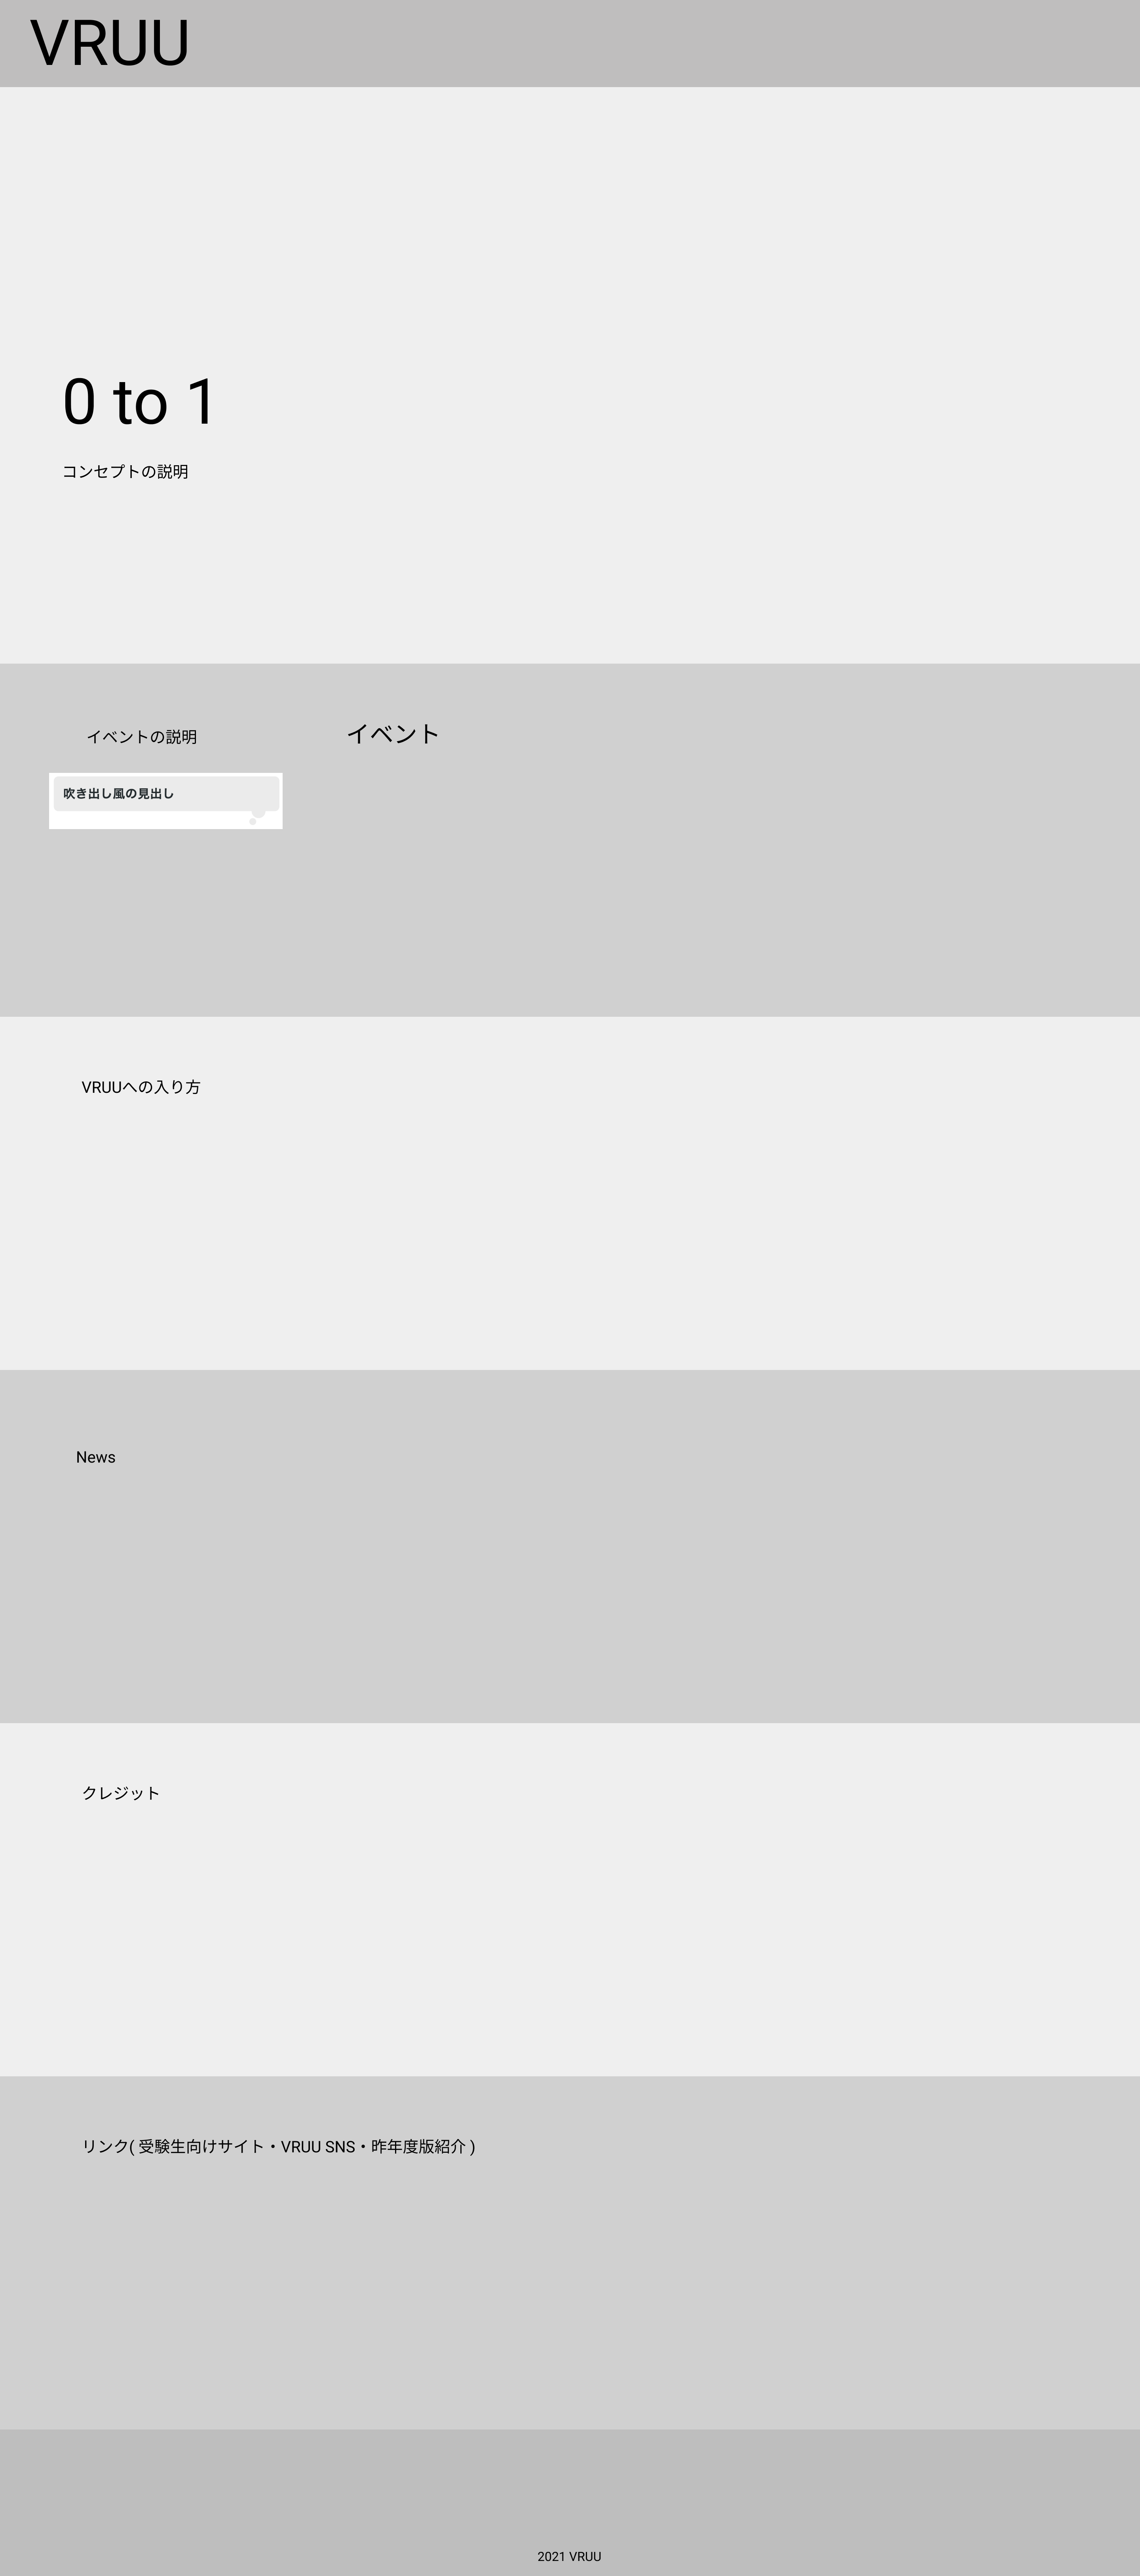 VRUU
0 to 1
コンセプトの説明
イベントの説明
イベント
吹き出し風の見出し
VRUUへの入り方
News
クレジット
リンク( 受験生向けサイト・VRUU SNS・昨年度版紹介 )
2021 VRUU